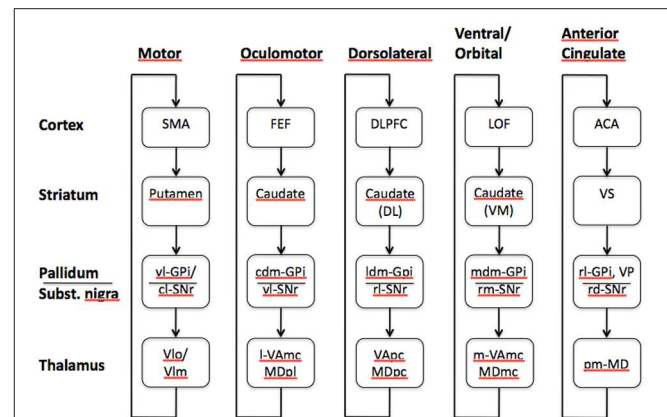 Motor
Oculomotor
Dorsolateral
Ventral/
Orbital
Anterior
Cingulate
Cortex
SMA
FEF
DLPFC
LOF
ACA
Striatum
Putamen
Caudate
Caudate
(DL)
Caudate
(VM)
VS
Pallidum
Subst. nigra
vl-GPi/
cl-SNr
cdm-GPi
vl-SNr
ldm-Gpi
rl-SNr
mdm-GPi
rm-SNr
rl-GPi, VP
rd-SNr
Thalamus
Vlo/
Vlm
l-VAmc
MDpl
VApc
MDpc
m-VAmc
MDmc
pm-MD